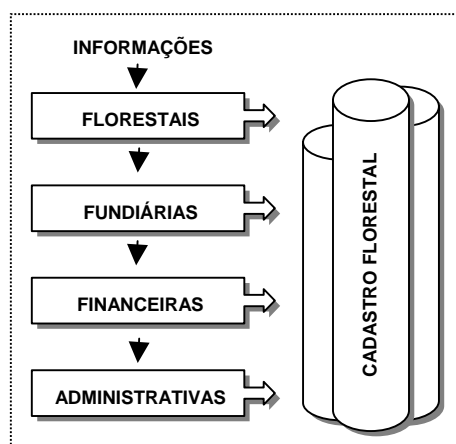 INFORMAÇÕES
FLORESTAIS
FUNDIÁRIAS
FINANCEIRAS
ADMINISTRATIVAS
CADASTRO FLORESTAL